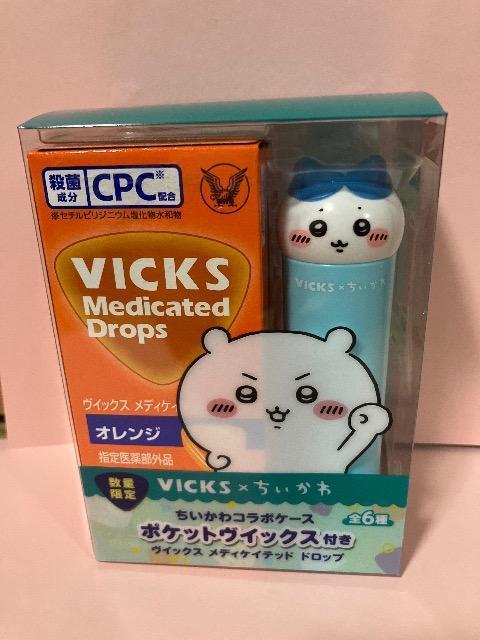 殺菌
成分
CPC※
配合
※セチルピリジニウム塩化物水和物
VICKS
Medicated
Drops
ヴイックス メディケイ
オレンジ
指定医薬部外品
VICKS×ちいかわ
数量
限定
VICKS×ちいかわ
ちいかわコラボケース
ポケットヴイックス付き
ヴイックス メディケイテッド ドロップ
全6種